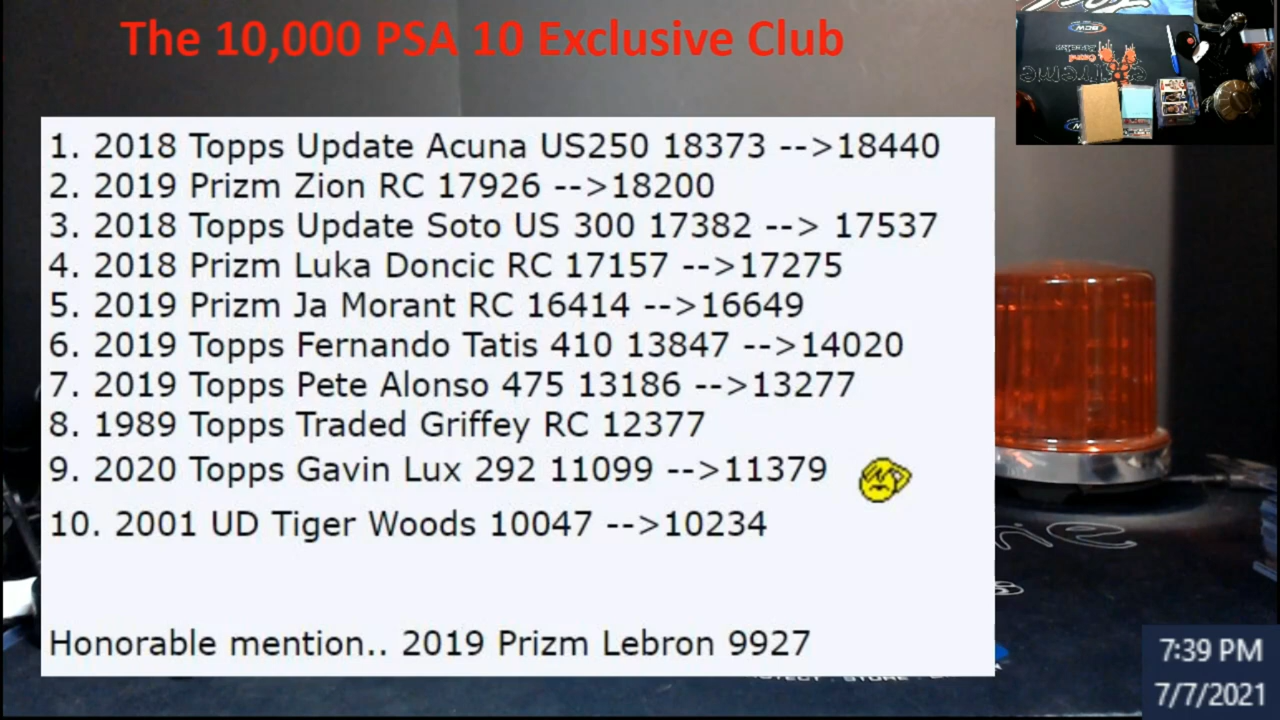 The 10,000 PSA 10 Exclusive Club
1. 2018 Topps Update Acuna US250 18373 -->18440
2. 2019 Prizm Zion RC 17926 -->18200
3. 2018 Topps Update Soto US 300 17382 --> 17537
4. 2018 Prizm Luka Doncic RC 17157 -->17275
5. 2019 Prizm Ja Morant RC 16414 -->16649
6. 2019 Topps Fernando Tatis 410 13847 -->14020
7. 2019 Topps Pete Alonso 475 13186 -->13277
8. 1989 Topps Traded Griffey RC 12377
9. 2020 Topps Gavin Lux 292 11099 -->11379
10. 2001 UD Tiger Woods 10047 -->10234
Honorable mention.. 2019 Prizm Lebron 9927
7:39 PM
7/7/2021